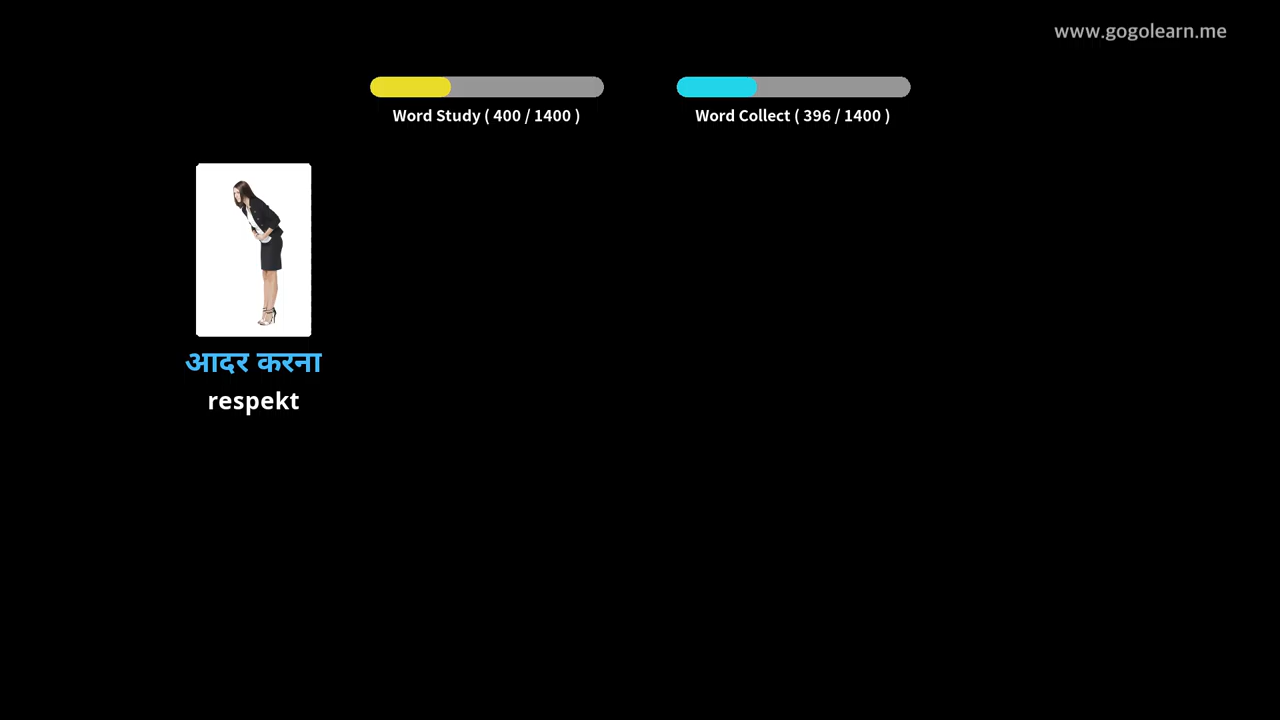 www.gogolearn.me
Word Study ( 400 / 1400 )
Word Collect ( 396 / 1400 )
आदर करना
respekt